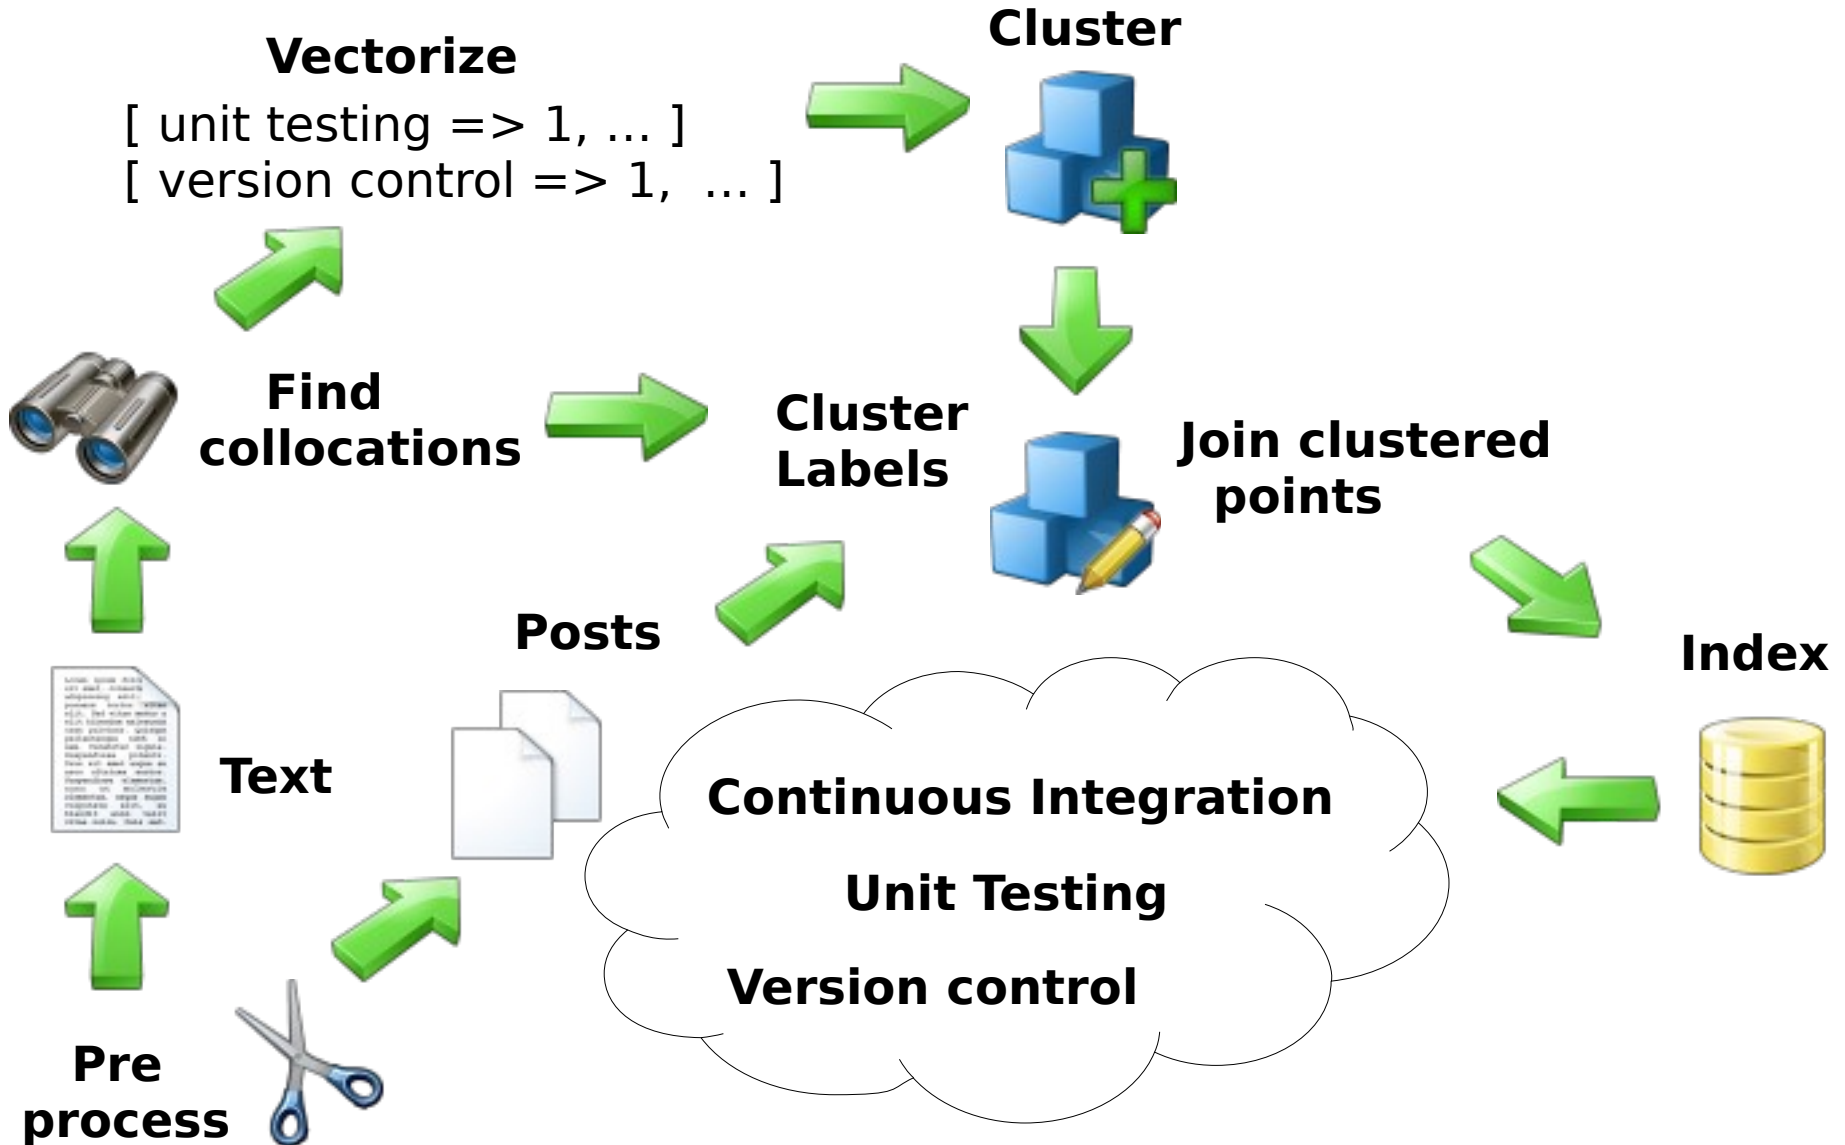 Cluster
Vectorize
[ unit testing => 1, ... ]
[ version control => 1,  ... ]
Find
collocations
Cluster
Labels
Join clustered
points
Posts
Index
Text
Continuous Integration
Unit Testing
Version control
Pre
process